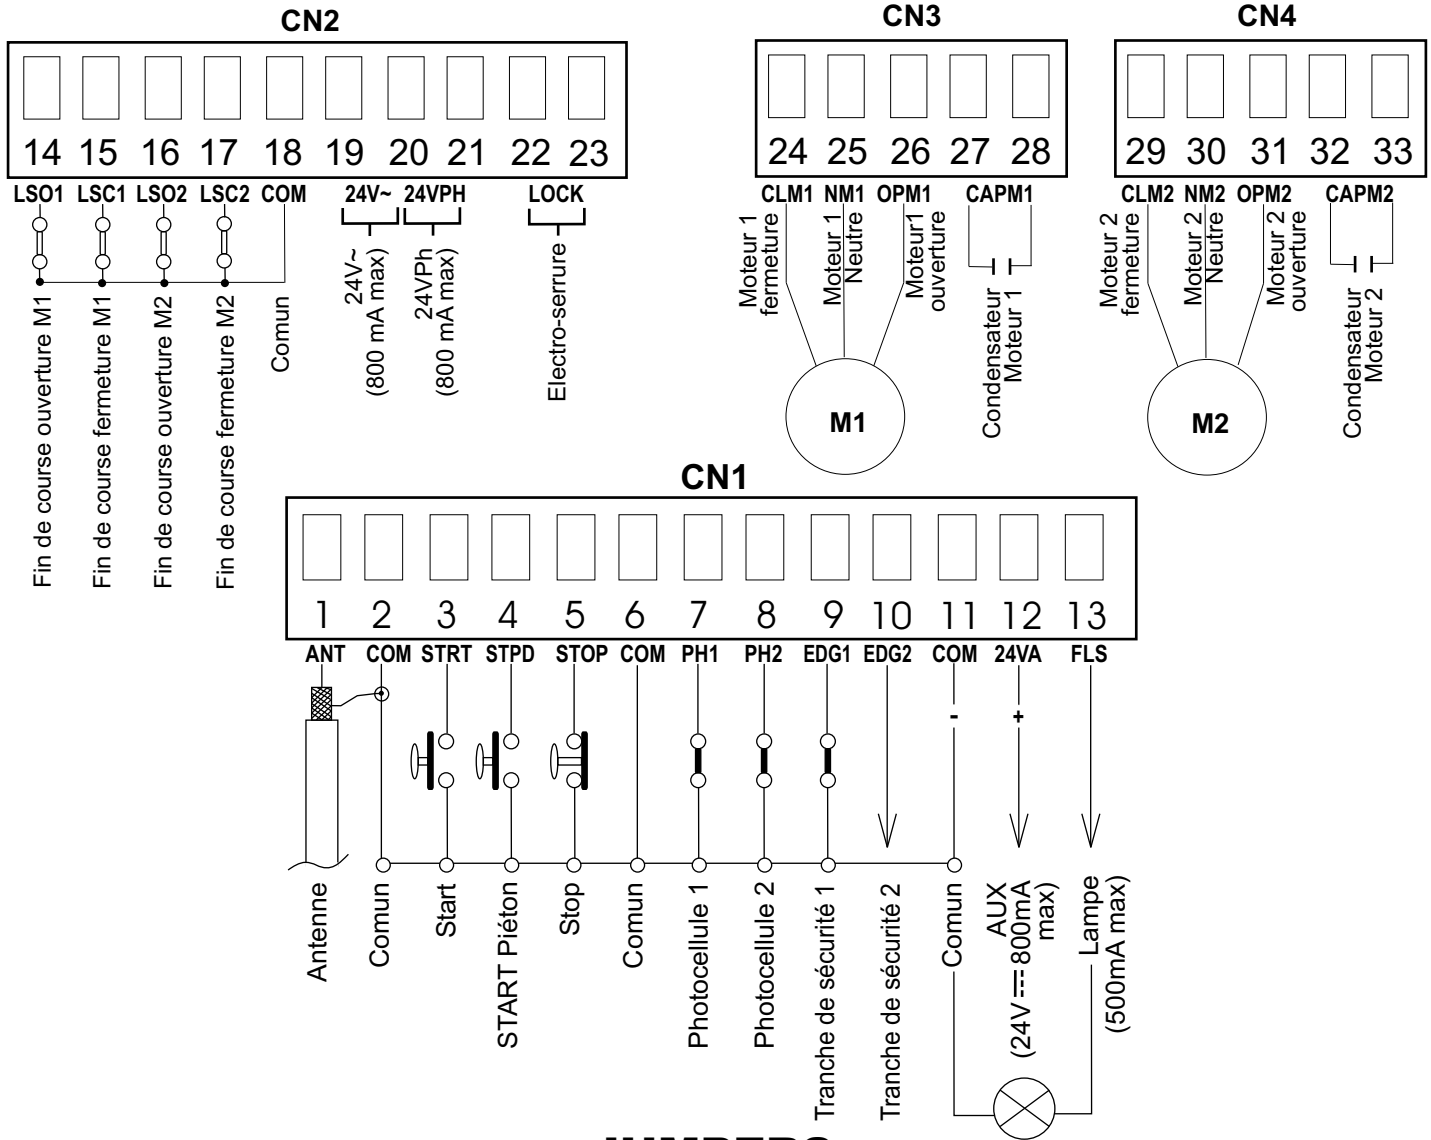 CN2
14 15 16 17 18 19 20 21 22 23
LSO1 LSC1 LSO2 LSC2 COM 24V~ 24VPH LOCK
Fin de course ouverture M1
Fin de course fermeture M1
Fin de course ouverture M2
Fin de course fermeture M2
Comun
24V~
(800 mA max)
24VPh
(800 mA max)
Electro-serrure
CN3
24 25 26 27 28
CLM1 NM1 OPM1 CAPM1
Moteur 1
fermeture
Moteur 1
Neutre
Moteur1
ouverture
Condensateur
Moteur 1
M1
CN4
29 30 31 32 33
CLM2 NM2 OPM2 CAPM2
Moteur 2
fermeture
Moteur 2
Neutre
Moteur 2
ouverture
Condensateur
Moteur 2
M2
CN1
1 2 3 4 5 6 7 8 9 10 11 12 13
ANT COM STRT STPD STOP COM PH1 PH2 EDG1 EDG2 COM 24VA FLS
- +
Antenne
Comun
Start
START Piéton
Stop
Comun
Photocellule 1
Photocellule 2
Tranche de sécurité 1
Tranche de sécurité 2
Comun
AUX
(24V⎓800mA
max)
Lampe
(500mA max)
JUMPERS